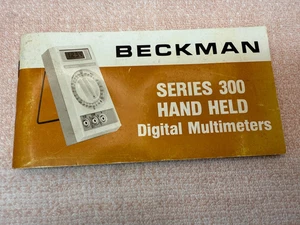 BECKMAN
SERIES 300
HAND HELD
Digital Multimeters